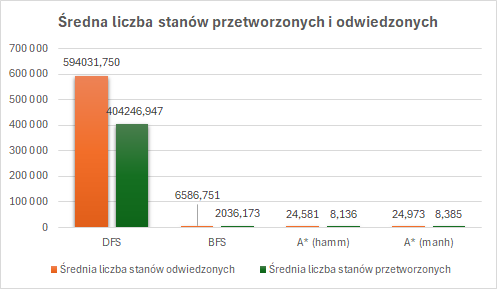 Średna liczba stanów przetworzonych i odwiedzonych
700 000
600 000
500 000
400 000
300 000
200 000
100 000
0
594031,750
404246,947
6586,751
2036,173
24,581
8,136
24,973
8,385
DFS
BFS
A* (hamm)
A* (manh)
Średnia liczba stanów odwiedzonych
Średnia liczba stanów przetworzonych